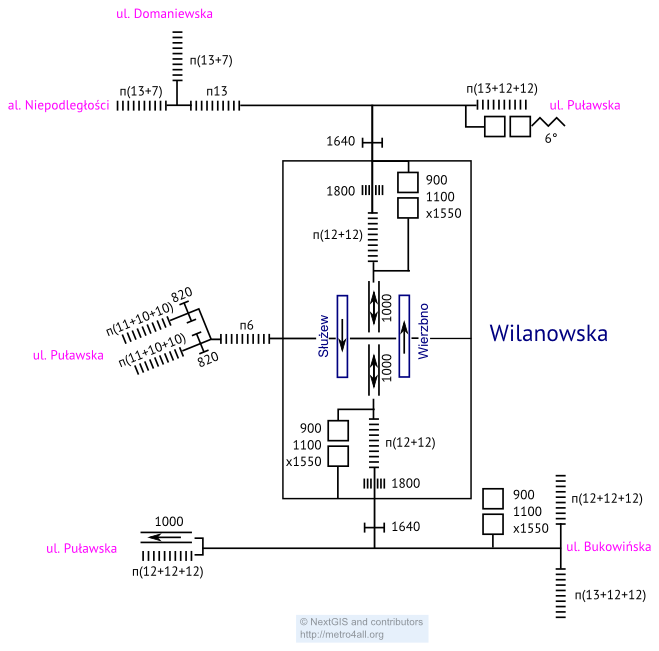 ul. Domaniewska
п(13+7)
al. Niepodległości
п(13+7)
п13
п(13+12+12)
ul. Puławska
6°
1640
1800
900
1100
x1550
п(12+12)
1000
Służew
Wierzbno
Wilanowska
820
п(11+10+10)
п6
ul. Puławska
п(11+10+10)
820
1000
900
1100
x1550
п(12+12)
1800
1640
900
1100
x1550
п(12+12+12)
1000
ul. Puławska
п(12+12+12)
ul. Bukowińska
п(13+12+12)
© NextGIS and contributors
http://metro4all.org